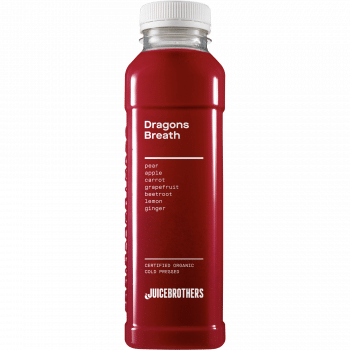 Dragons
Breath
pear
apple
carrot
grapefruit
beetroot
lemon
ginger
CERTIFIED ORGANIC
COLD PRESSED
JUICEBROTHERS